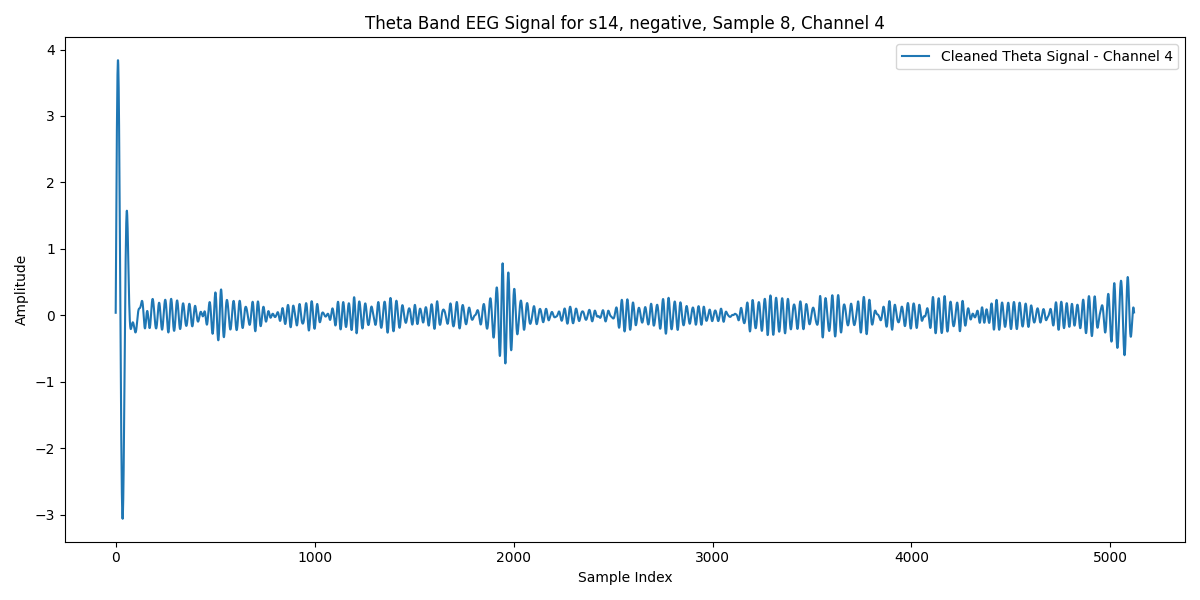 Theta Band EEG Signal for s14, negative, Sample 8, Channel 4
Cleaned Theta Signal - Channel 4
Amplitude
4
3
2
1
0
−1
−2
−3
0 1000 2000 3000 4000 5000
Sample Index